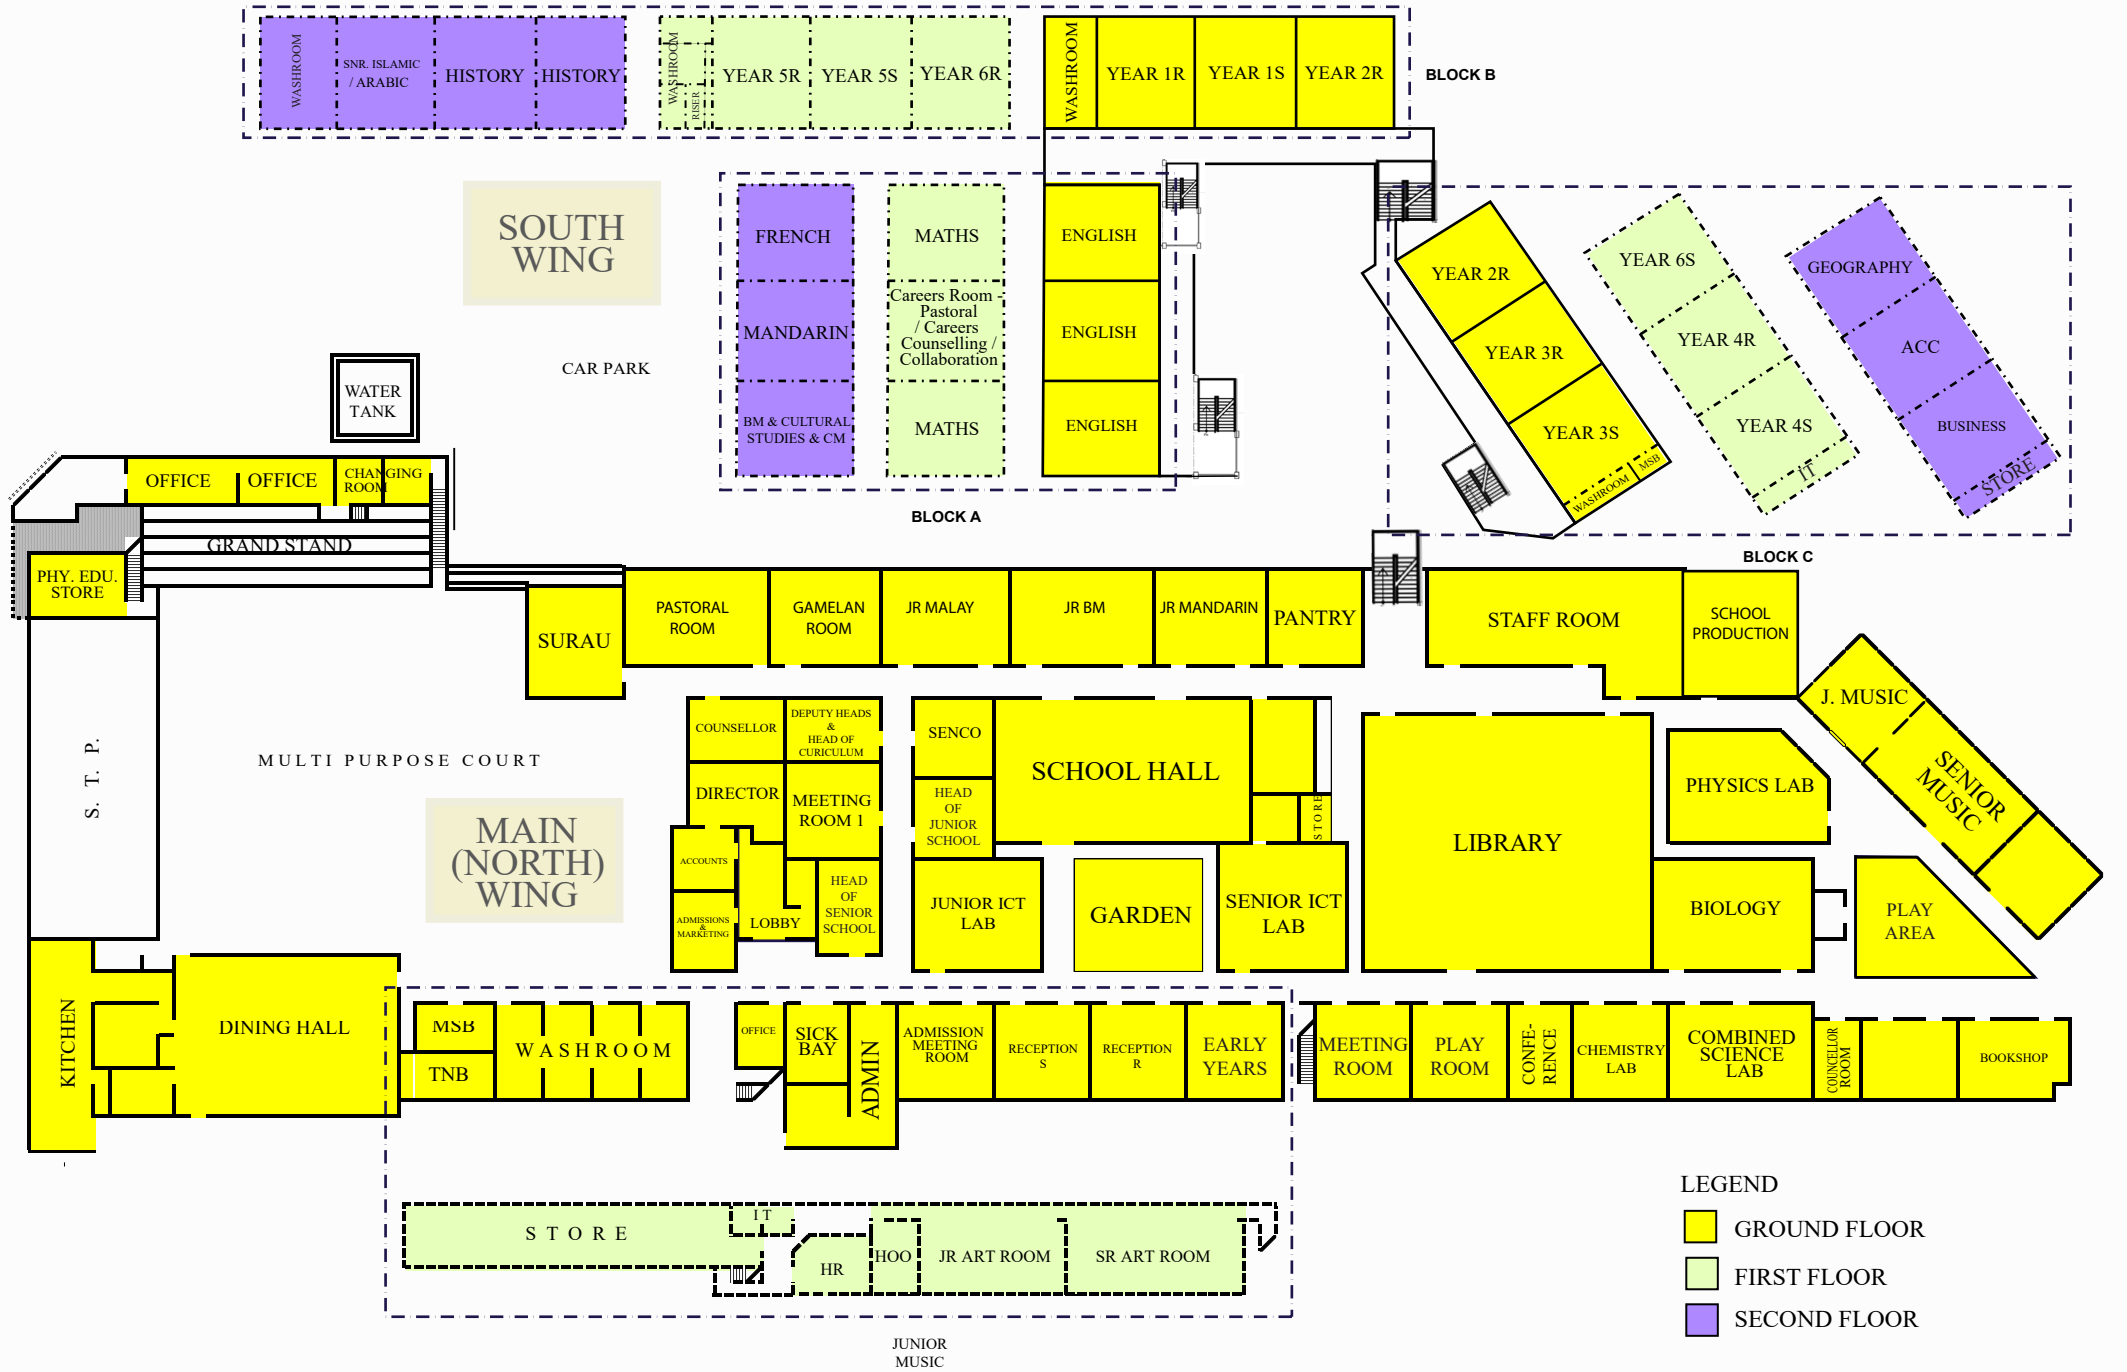 WASHROOM
SNR. ISLAMIC
/ ARABIC
HISTORY
HISTORY
WASHROOM
RISER
YEAR 5R
YEAR 5S
YEAR 6R
WASHROOM
YEAR 1R
YEAR 1S
YEAR 2R
BLOCK B
SOUTH
WING
FRENCH
MANDARIN
BM & CULTURAL
STUDIES & CM
MATHS
Careers Room -
Pastoral
/ Careers
Counselling /
Collaboration
MATHS
ENGLISH
ENGLISH
ENGLISH
BLOCK A
YEAR 2R
YEAR 3R
YEAR 3S
WASHROOM
MSB
YEAR 6S
YEAR 4R
YEAR 4S
IT
GEOGRAPHY
ACC
BUSINESS
STORE
BLOCK C
CAR PARK
WATER
TANK
OFFICE
OFFICE
CHANGING
ROOM
GRAND STAND
PHY. EDU.
STORE
SURAU
PASTORAL
ROOM
GAMELAN
ROOM
JR MALAY
JR BM
JR MANDARIN
PANTRY
STAFF ROOM
SCHOOL
PRODUCTION
S. T. P.
MULTI PURPOSE COURT
MAIN
(NORTH)
WING
COUNSELLOR
DEPUTY HEADS
&
HEAD OF
CURICULUM
DIRECTOR
MEETING
ROOM 1
ACCOUNTS
ADMISSIONS
&
MARKETING
LOBBY
HEAD
OF
SENIOR
SCHOOL
SENCO
HEAD
OF
JUNIOR
SCHOOL
SCHOOL HALL
STORE
JUNIOR ICT
LAB
GARDEN
SENIOR ICT
LAB
LIBRARY
PHYSICS LAB
BIOLOGY
J. MUSIC
SENIOR
MUSIC
PLAY
AREA
KITCHEN
DINING HALL
MSB
TNB
WASHROOM
OFFICE
SICK
BAY
ADMIN
ADMISSION
MEETING
ROOM
RECEPTION
S
RECEPTION
R
EARLY
YEARS
MEETING
ROOM
PLAY
ROOM
CONFE-
RENCE
CHEMISTRY
LAB
COMBINED
SCIENCE
LAB
COUNCELLOR
ROOM
BOOKSHOP
STORE
IT
HR
HOO
JR ART ROOM
SR ART ROOM
JUNIOR
MUSIC
LEGEND
GROUND FLOOR
FIRST FLOOR
SECOND FLOOR